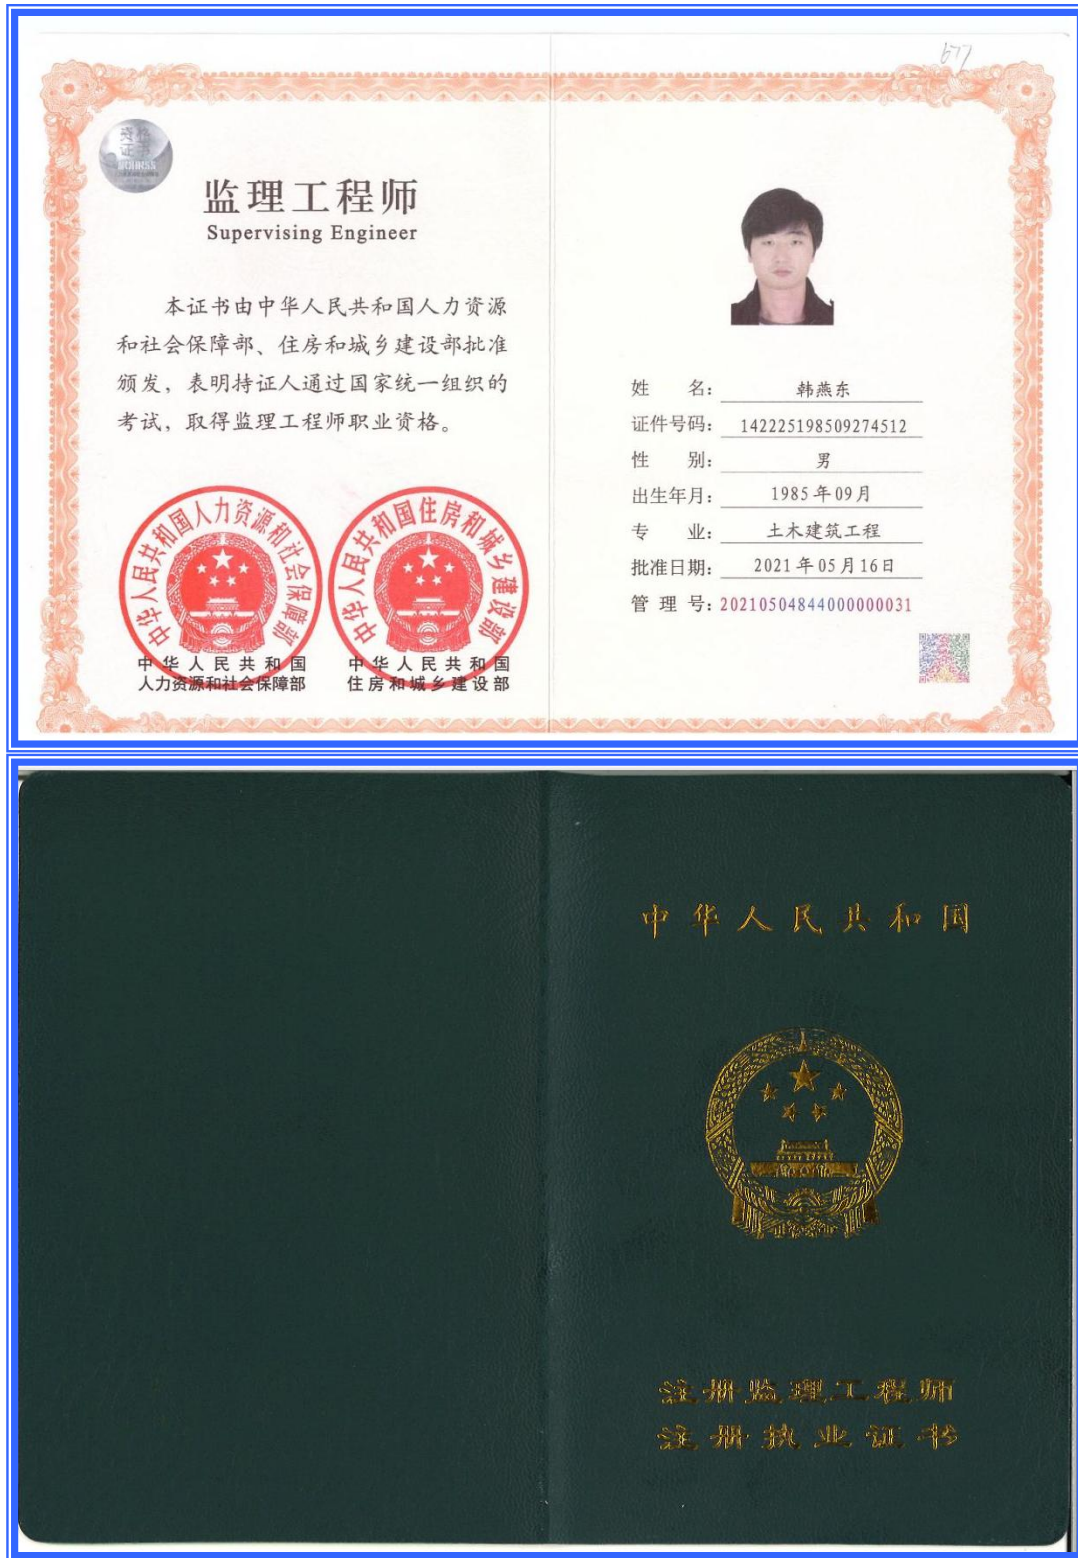 677
资格
证书
MOHRSS
监理工程师
Supervising Engineer
本证书由中华人民共和国人力资源
和社会保障部、住房和城乡建设部批准
颁发，表明持证人通过国家统一组织的
考试，取得监理工程师职业资格。
中华人民共和国人力资源和社会保障部
中华人民共和国住房和城乡建设部
中华人民共和国
人力资源和社会保障部
中华人民共和国
住房和城乡建设部
姓 名： 韩燕东
证件号码： 142225198509274512
性 别： 男
出生年月： 1985年09月
专 业： 土木建筑工程
批准日期： 2021年05月16日
管理号：20210504844000000031
中华人民共和国
注册监理工程师
注册执业证书